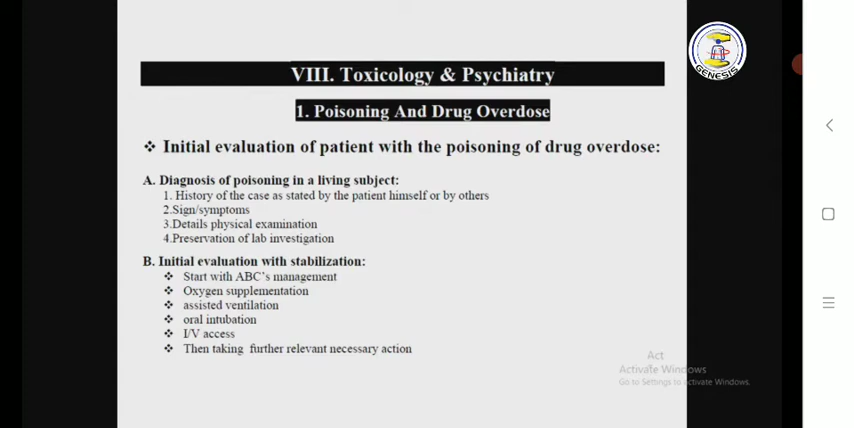 VIII. Toxicology & Psychiatry
GENESIS
1. Poisoning And Drug Overdose
❖ Initial evaluation of patient with the poisoning of drug overdose:
A. Diagnosis of poisoning in a living subject:
1. History of the case as stated by the patient himself or by others
2.Sign/symptoms
3.Details physical examination
4.Preservation of lab investigation
B. Initial evaluation with stabilization:
❖ Start with ABC's management
❖ Oxygen supplementation
❖ assisted ventilation
❖ oral intubation
❖ I/V access
❖ Then taking further relevant necessary action
Act
Activate Windows
Go to Settings to activate Windows.